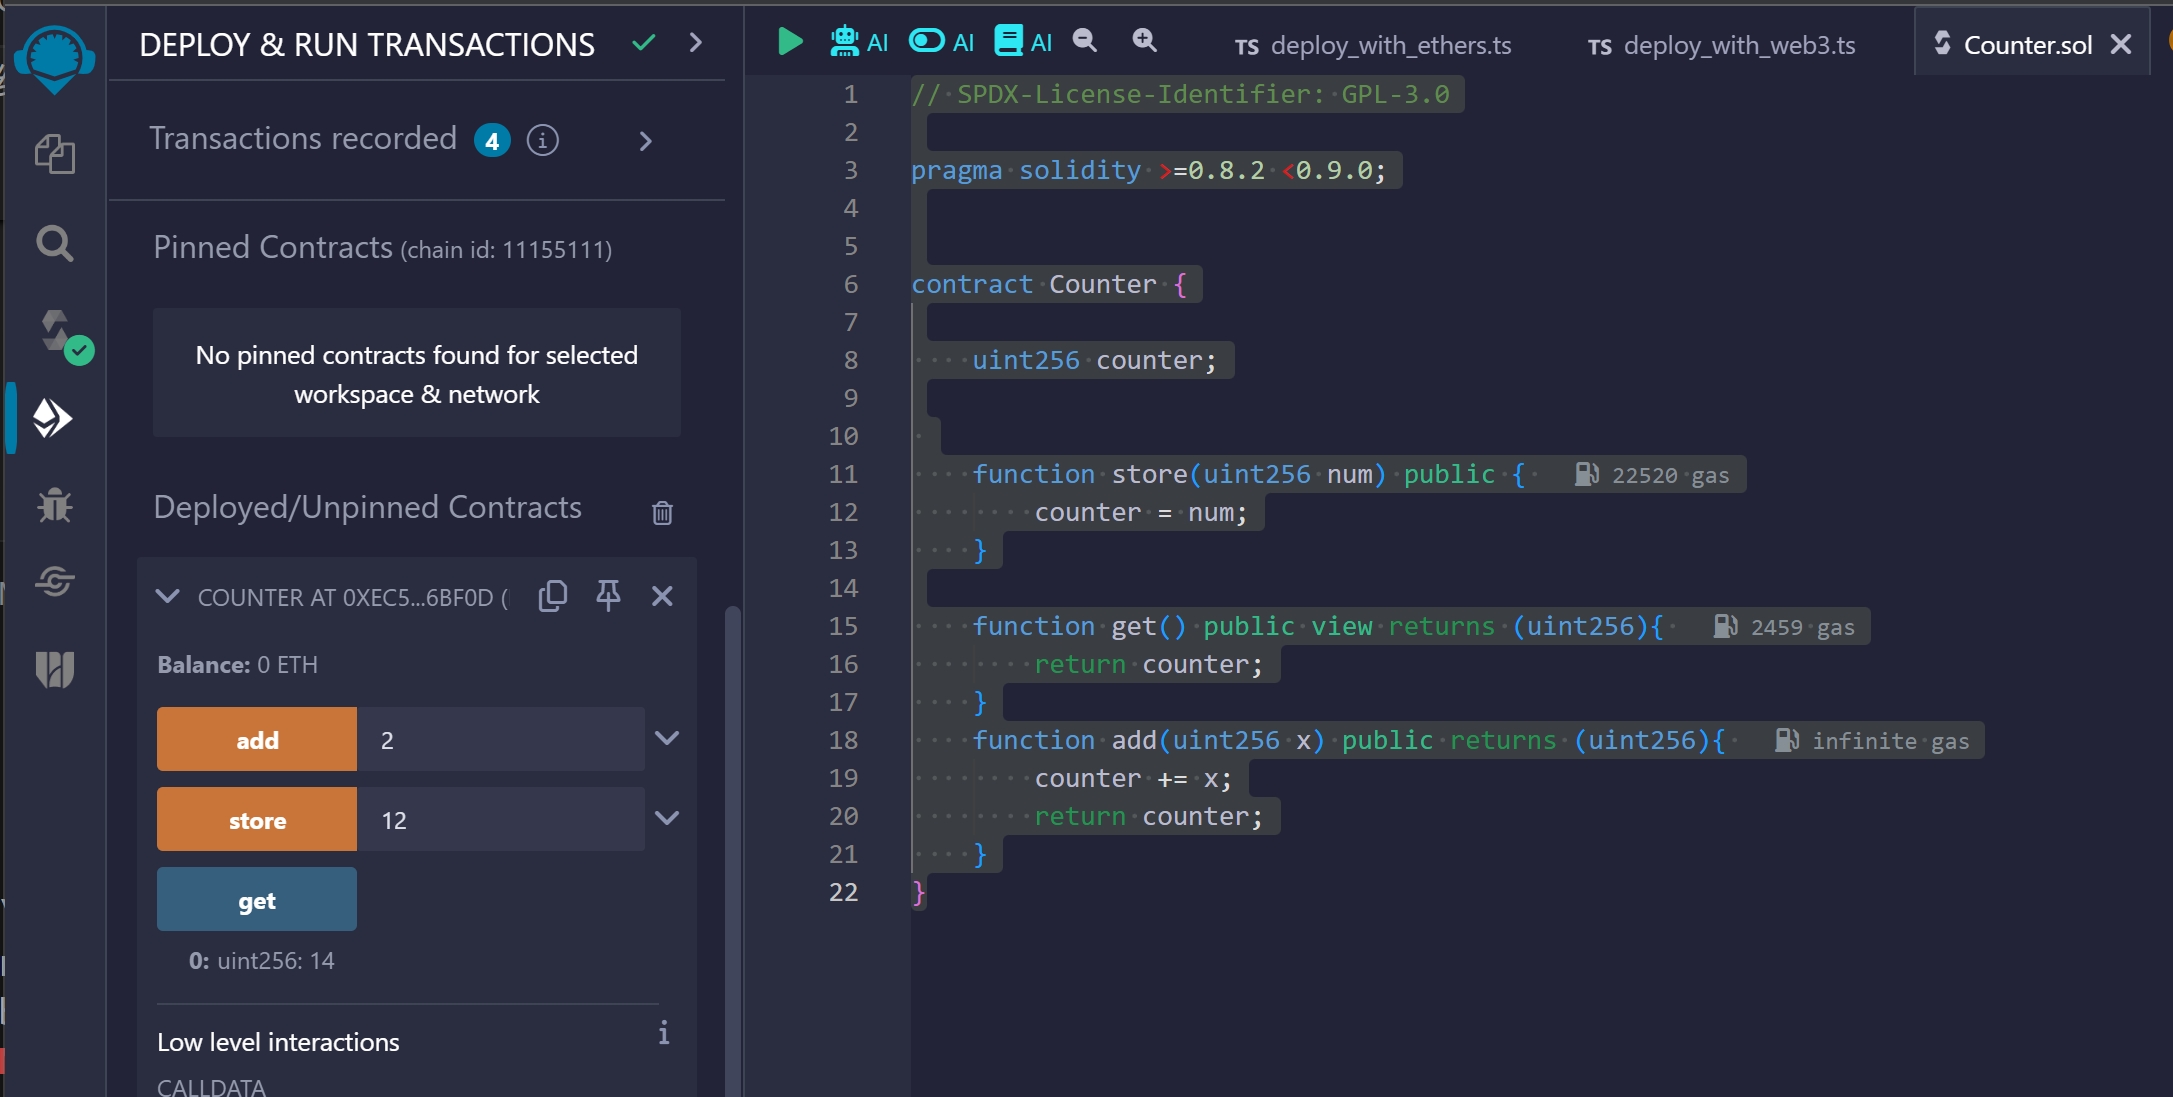 DEPLOY & RUN TRANSACTIONS
Transactions recorded 4
Pinned Contracts (chain id: 11155111)
No pinned contracts found for selected
workspace & network
Deployed/Unpinned Contracts
COUNTER AT 0XEC5...6BF0D (
Balance: 0 ETH
add 2
store 12
get
0: uint256: 14
Low level interactions
CALLDATA
AI AI AI TS deploy_with_ethers.ts TS deploy_with_web3.ts Counter.sol
1 // SPDX-License-Identifier: GPL-3.0
2
3 pragma solidity >=0.8.2 <0.9.0;
4
5
6 contract Counter {
7
8 uint256 counter;
9
10
11 function store(uint256 num) public { 22520 gas
12 counter = num;
13 }
14
15 function get() public view returns (uint256){ 2459 gas
16 return counter;
17 }
18 function add(uint256 x) public returns (uint256){ infinite gas
19 counter += x;
20 return counter;
21 }
22 }